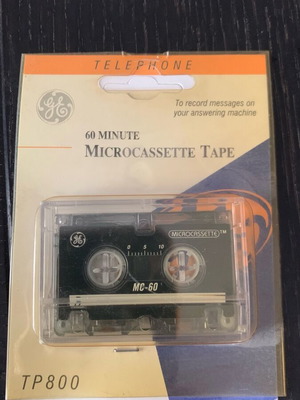 TELEPHONE
GE
To record messages on
your answering machine
60 MINUTE
MICROCASSETTE TAPE
GE
MICROCASSETTE™
0 5 10
MC-60
TP800